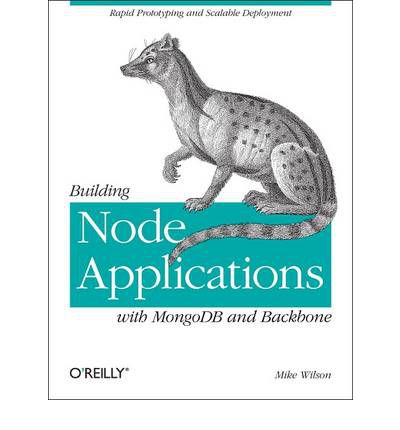 Rapid Prototyping and Scalable Deployment
Building
Node
Applications
with MongoDB and Backbone
O'REILLY®
Mike Wilson